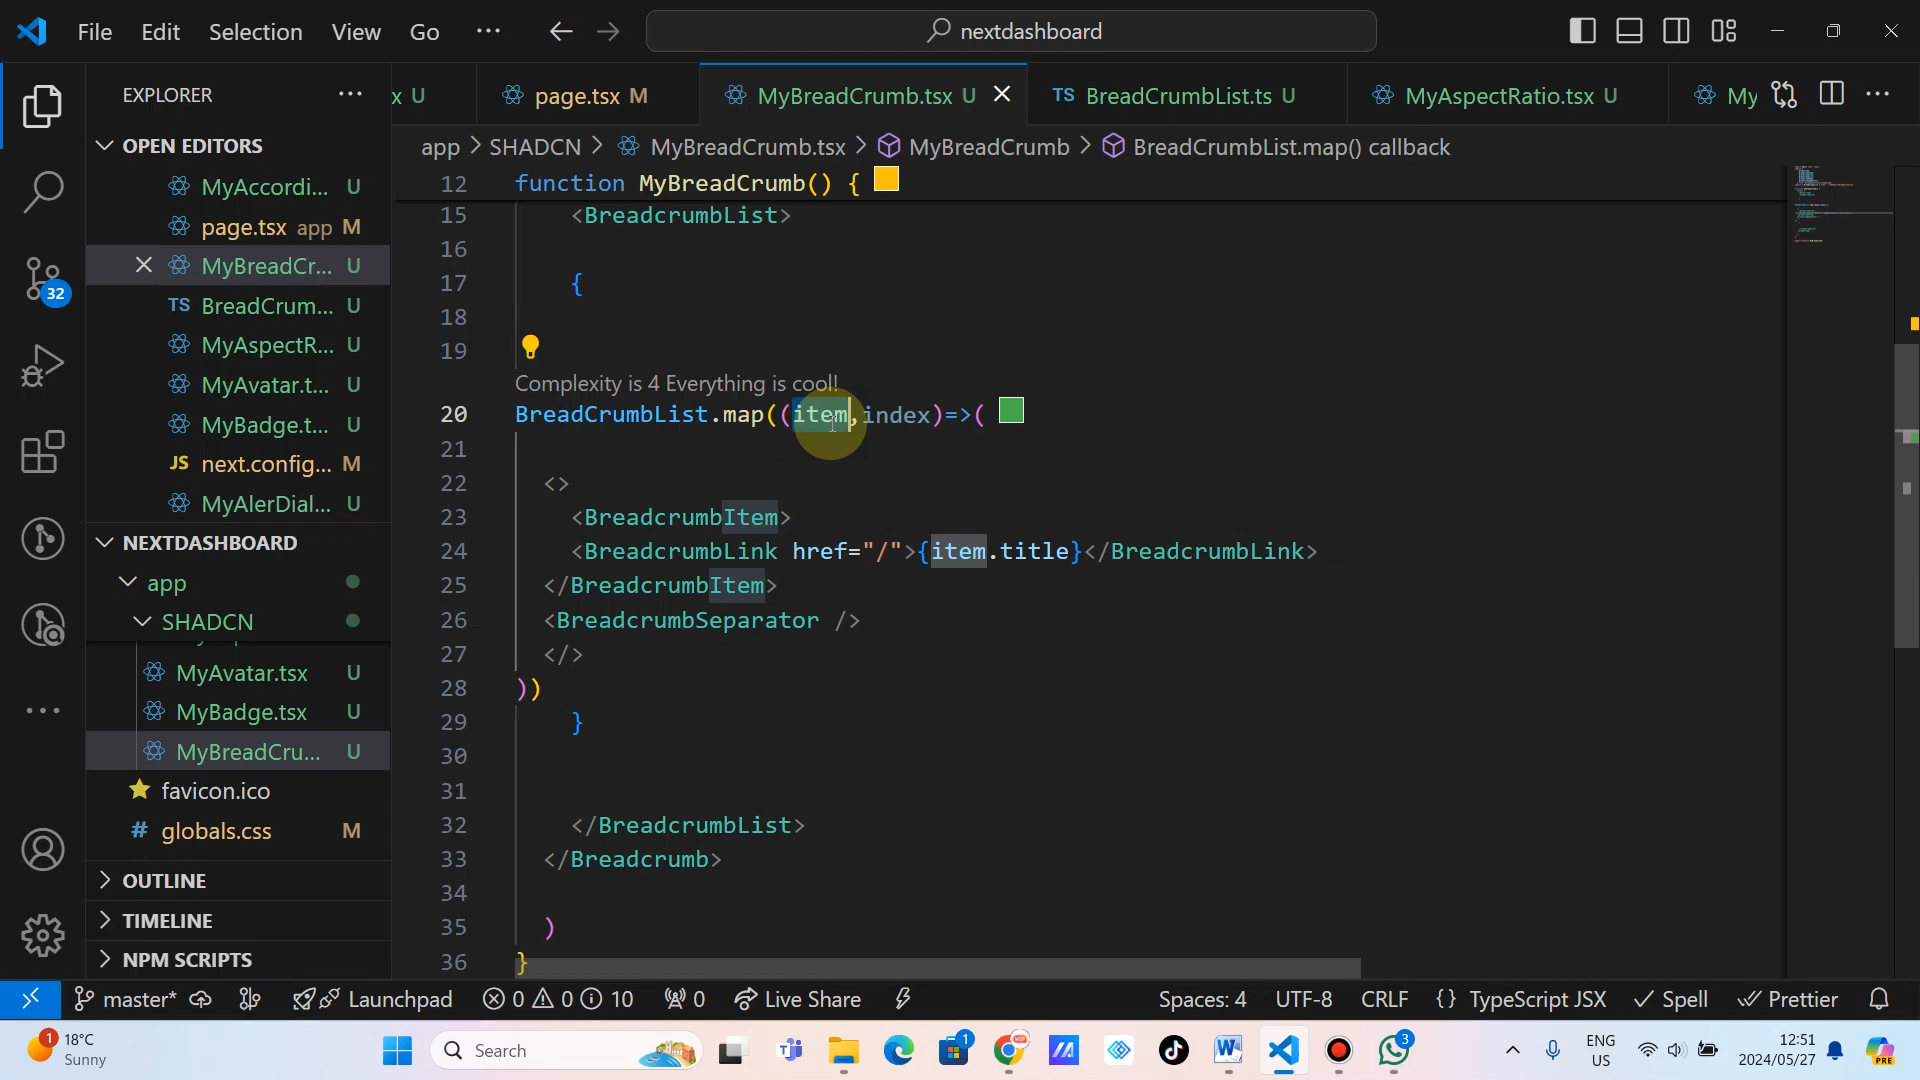 File Edit Selection View Go ··· nextdashboard
EXPLORER ···
x U page.tsx M MyBreadCrumb.tsx U BreadCrumbList.ts U MyAspectRatio.tsx U My ···
OPEN EDITORS
MyAccordi... U
page.tsx app M
MyBreadCr... U
TS BreadCrum... U
MyAspectR... U
MyAvatar.t... U
MyBadge.t... U
JS next.config... M
MyAlerDial... U
32
NEXTDASHBOARD
app
SHADCN
MyAvatar.tsx U
MyBadge.tsx U
MyBreadCru... U
favicon.ico
# globals.css M
OUTLINE
TIMELINE
NPM SCRIPTS
app > SHADCN > MyBreadCrumb.tsx > MyBreadCrumb > BreadCrumbList.map() callback
12 function MyBreadCrumb() {
15 <BreadcrumbList>
16
17 {
18
19
Complexity is 4 Everything is cool!
20 BreadCrumbList.map((item,index)=>(
21
22 <>
23 <BreadcrumbItem>
24 <BreadcrumbLink href="/">{item.title}</BreadcrumbLink>
25 </BreadcrumbItem>
26 <BreadcrumbSeparator />
27 </>
28 ))
29 }
30
31
32 </BreadcrumbList>
33 </Breadcrumb>
34
35 )
36 }
master* Launchpad 0 0 10 0 Live Share Spaces: 4 UTF-8 CRLF {} TypeScript JSX Spell Prettier
1 18°C
Sunny
Search
1
3
ENG
US
12:51
2024/05/27
PRE